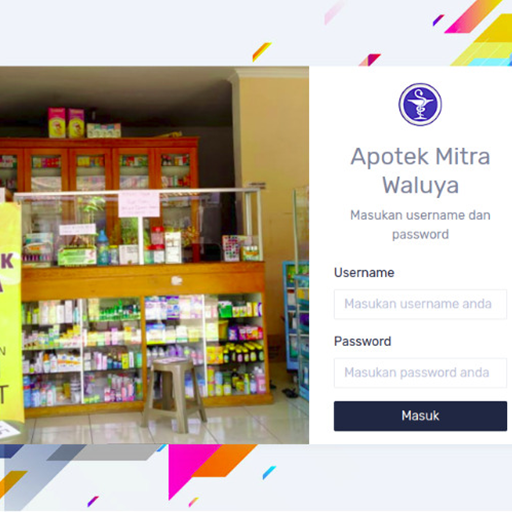 Apotek Mitra
Waluya
Masukan username dan
password
Username
Masukan username anda
Password
Masukan password anda
Masuk